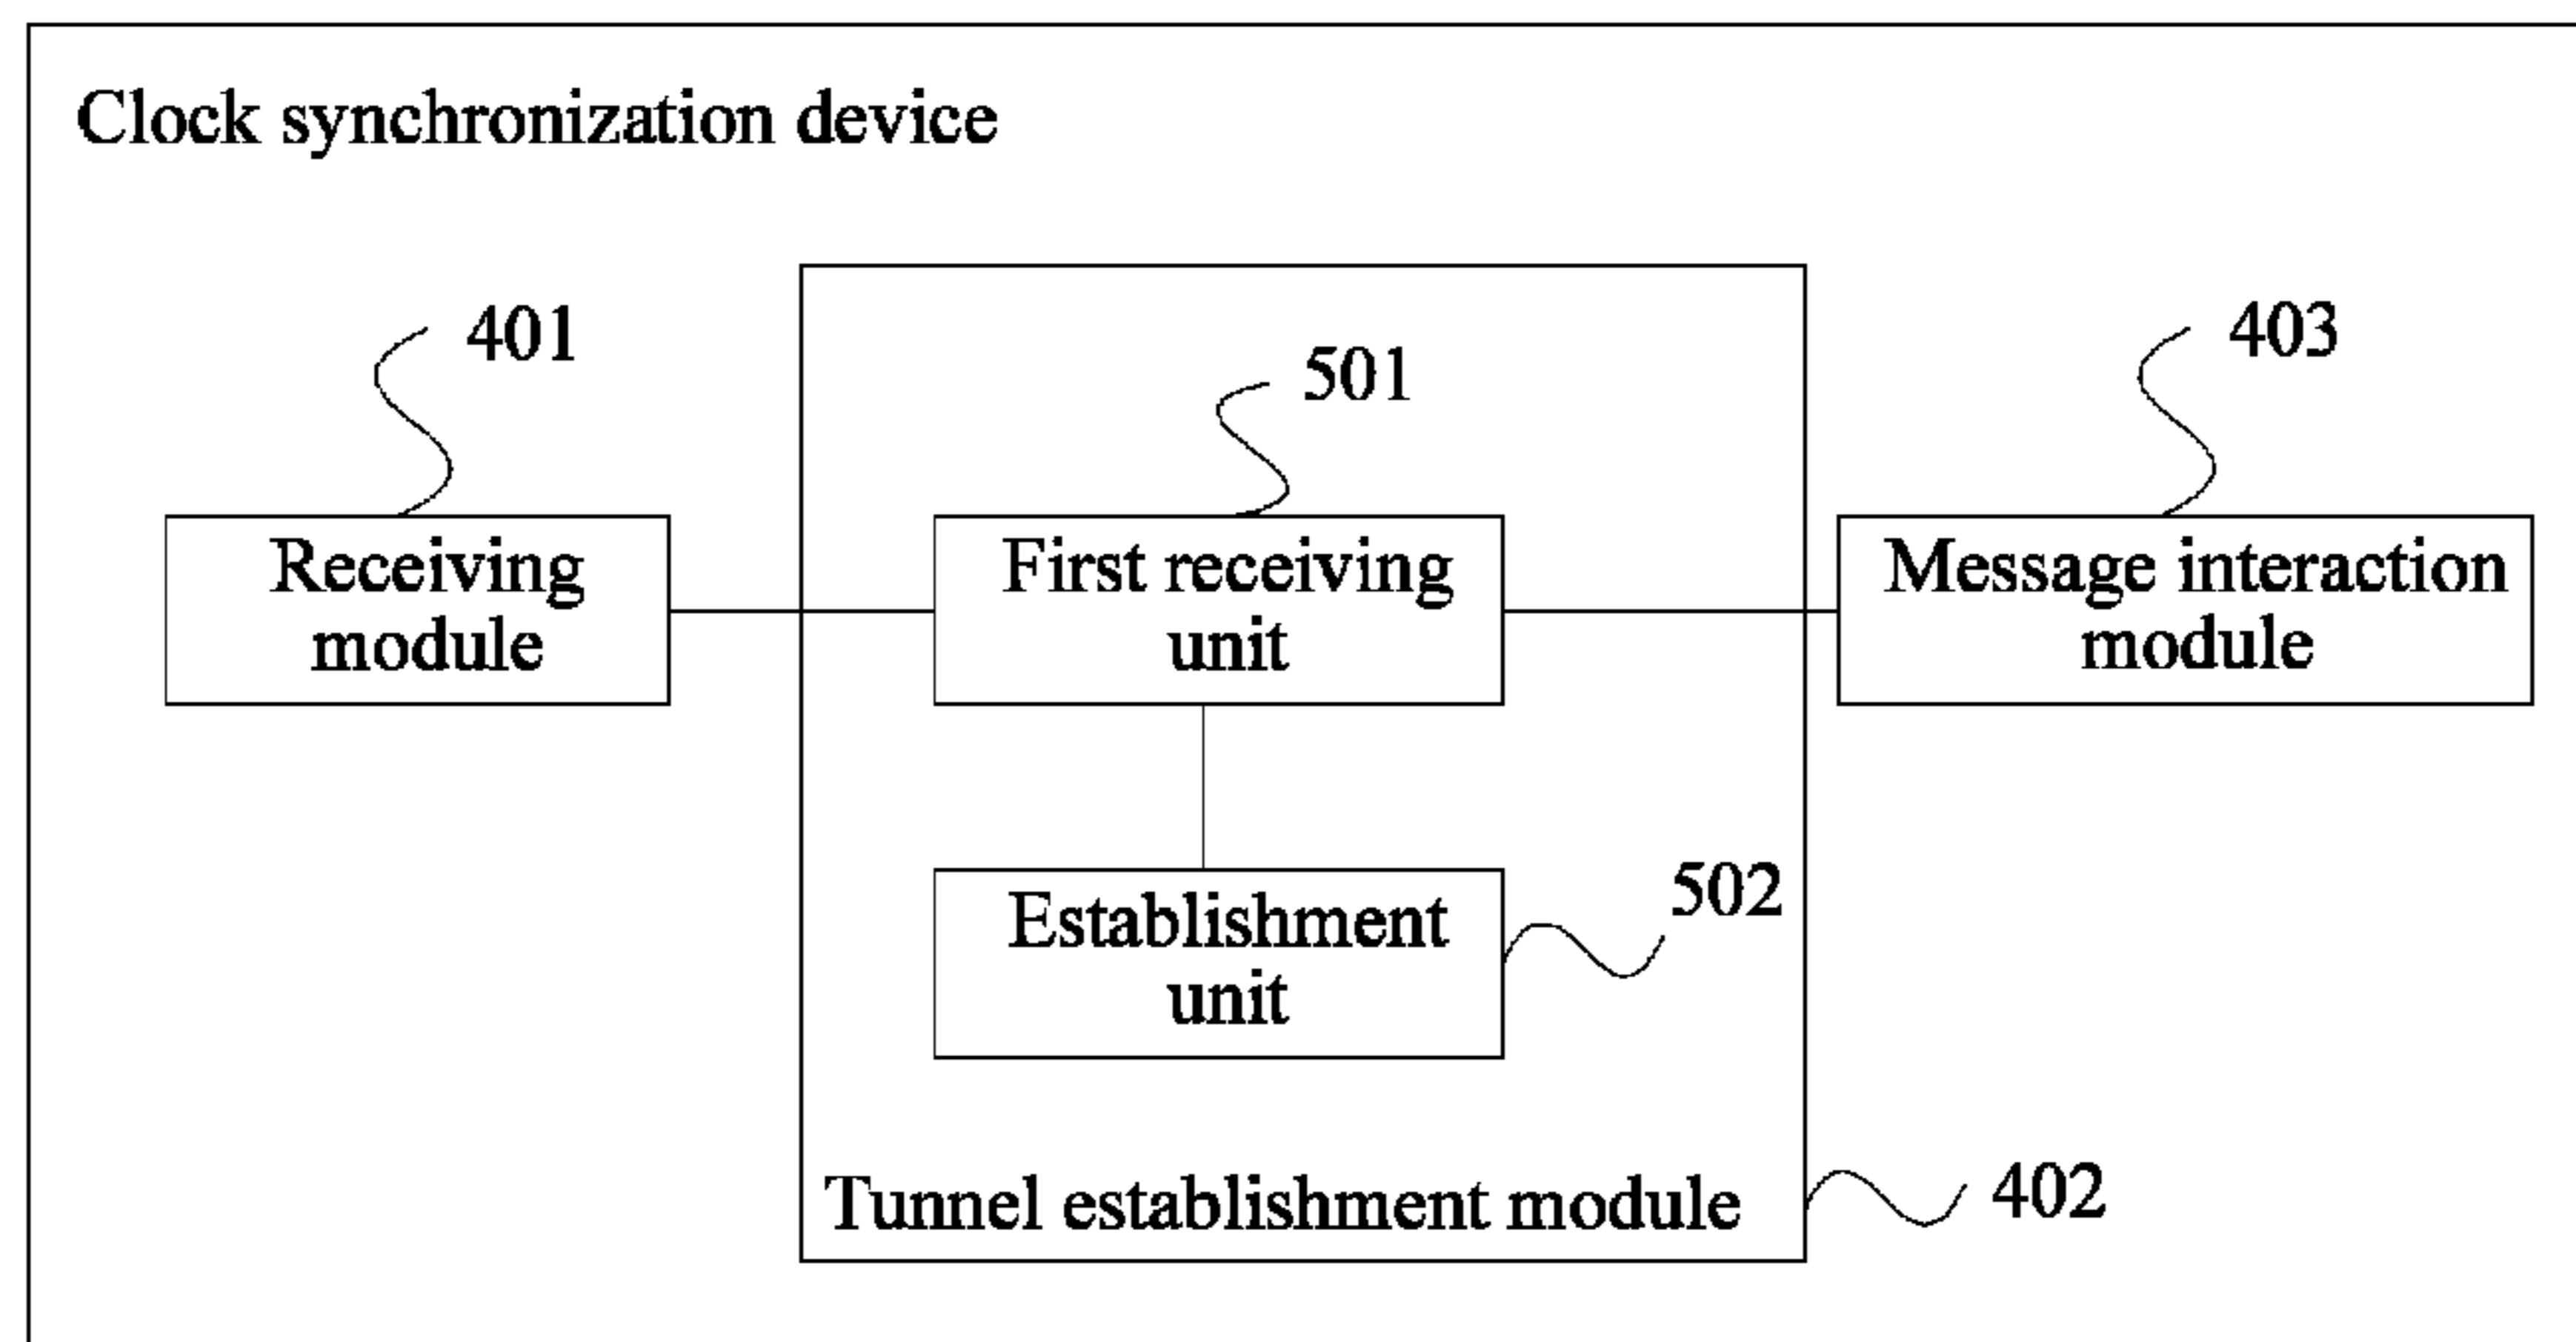 Clock synchronization device
401
501
403
Receiving
module
First receiving
unit
Message interaction
module
Establishment
unit
502
Tunnel establishment module
402